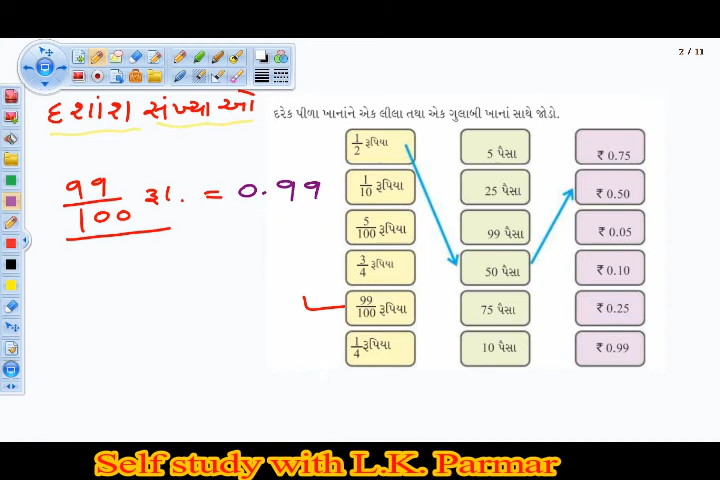 2 / 11
દશાંશ સંખ્યાઓ
દરેક પીળા ખાનાંને એક લીલા તથા એક ગુલાબી ખાનાં સાથે જોડો.
99/100 રૂા. = 0.99
1/2 રૂપિયા 5 પૈસા ₹ 0.75
1/10 રૂપિયા 25 પૈસા ₹ 0.50
5/100 રૂપિયા 99 પૈસા ₹ 0.05
3/4 રૂપિયા 50 પૈસા ₹ 0.10
99/100 રૂપિયા 75 પૈસા ₹ 0.25
1/4 રૂપિયા 10 પૈસા ₹ 0.99
Self study with L.K. Parmar